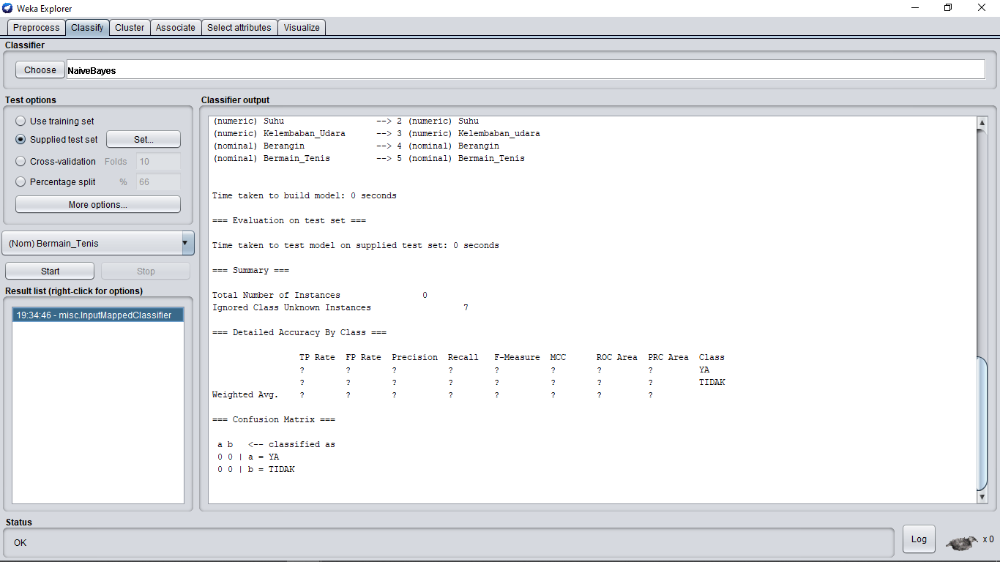 Weka Explorer
Preprocess Classify Cluster Associate Select attributes Visualize
Classifier
Choose NaiveBayes
Test options
Use training set
Supplied test set Set...
Cross-validation Folds 10
Percentage split % 66
More options...
(Nom) Bermain_Tenis
Start Stop
Result list (right-click for options)
19:34:46 - misc.InputMappedClassifier
Classifier output
(numeric) Suhu --> 2 (numeric) Suhu
(numeric) Kelembaban_Udara --> 3 (numeric) Kelembaban_udara
(nominal) Berangin --> 4 (nominal) Berangin
(nominal) Bermain_Tenis --> 5 (nominal) Bermain_Tenis
Time taken to build model: 0 seconds
=== Evaluation on test set ===
Time taken to test model on supplied test set: 0 seconds
=== Summary ===
Total Number of Instances 0
Ignored Class Unknown Instances 7
=== Detailed Accuracy By Class ===
TP Rate FP Rate Precision Recall F-Measure MCC ROC Area PRC Area Class
? ? ? ? ? ? ? ? YA
? ? ? ? ? ? ? ? TIDAK
Weighted Avg. ? ? ? ? ? ? ? ?
=== Confusion Matrix ===
a b <-- classified as
0 0 | a = YA
0 0 | b = TIDAK
Status
OK
Log x 0